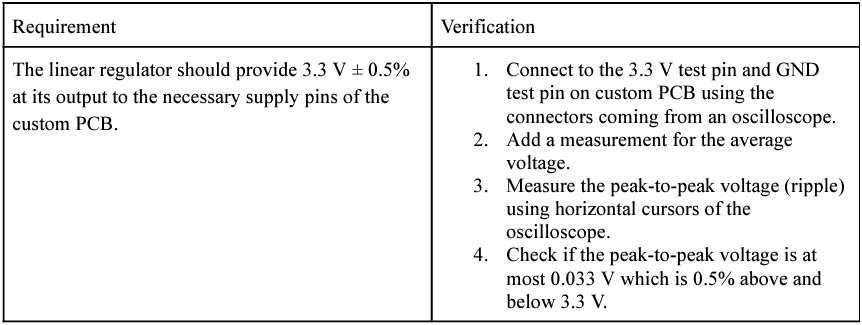 Requirement
Verification
The linear regulator should provide 3.3 V ± 0.5%
at its output to the necessary supply pins of the
custom PCB.
1. Connect to the 3.3 V test pin and GND
test pin on custom PCB using the
connectors coming from an oscilloscope.
2. Add a measurement for the average
voltage.
3. Measure the peak-to-peak voltage (ripple)
using horizontal cursors of the
oscilloscope.
4. Check if the peak-to-peak voltage is at
most 0.033 V which is 0.5% above and
below 3.3 V.